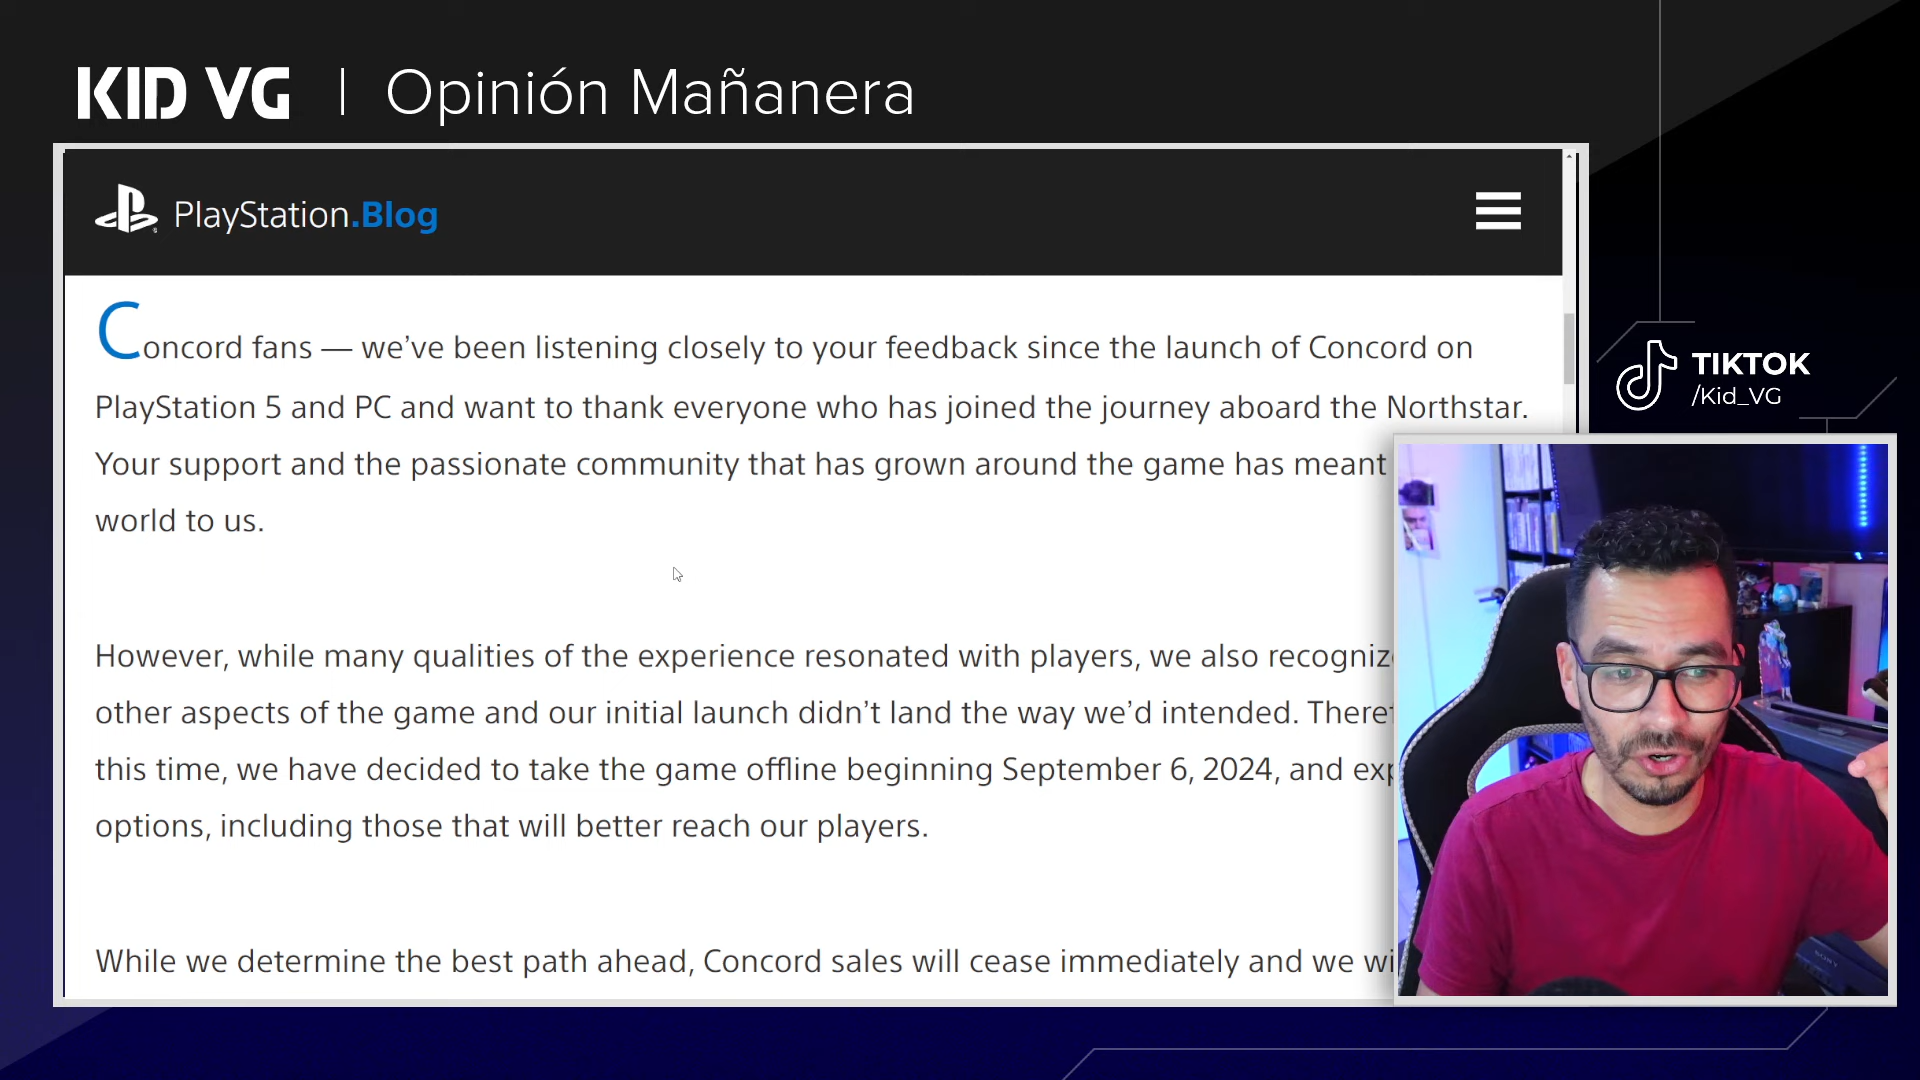 KID VG | Opinión Mañanera
PlayStation.Blog
Concord fans — we’ve been listening closely to your feedback since the launch of Concord on
PlayStation 5 and PC and want to thank everyone who has joined the journey aboard the Northstar.
Your support and the passionate community that has grown around the game has meant
world to us.
However, while many qualities of the experience resonated with players, we also recogniz
other aspects of the game and our initial launch didn’t land the way we’d intended. Theref
this time, we have decided to take the game offline beginning September 6, 2024, and exp
options, including those that will better reach our players.
While we determine the best path ahead, Concord sales will cease immediately and we wi
TIKTOK
/Kid_VG
SONY